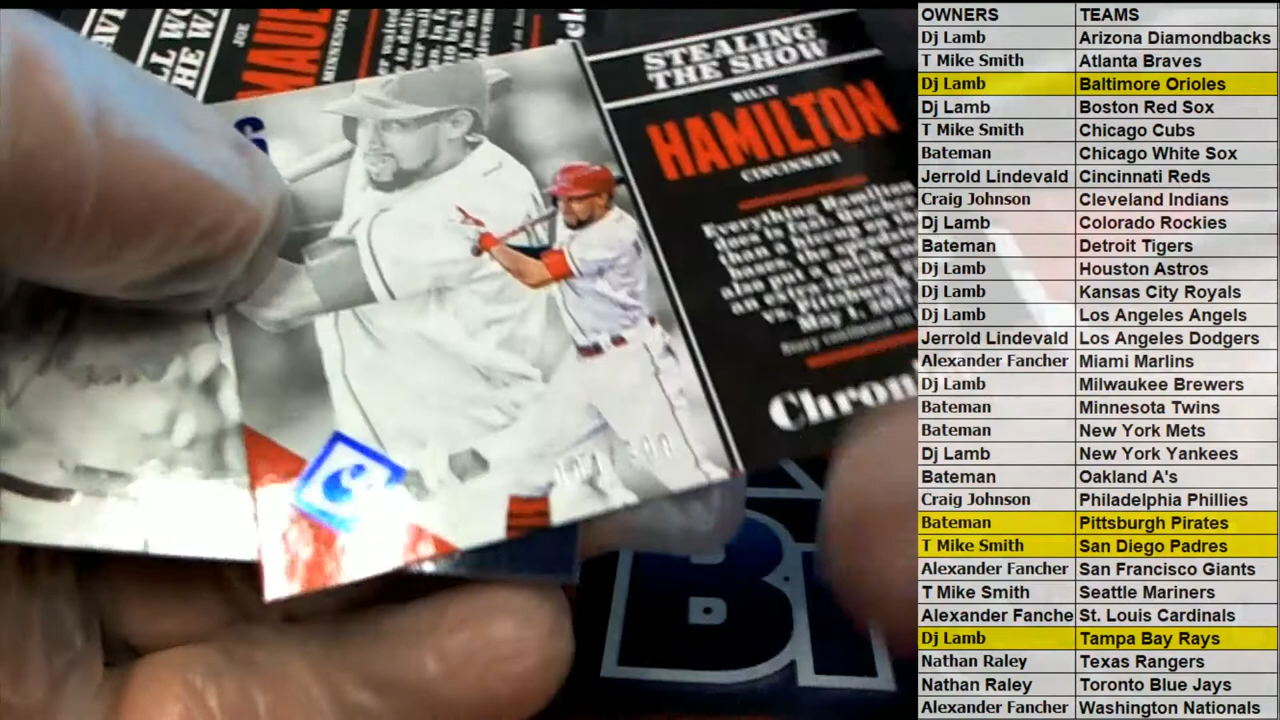 JOE
MAUE
MINNESOTA
STEALING
THE SHOW
BILLY
HAMILTON
CINCINNATI
Everything Hamilton
Chron
OWNERS TEAMS
Dj Lamb Arizona Diamondbacks
T Mike Smith Atlanta Braves
Dj Lamb Baltimore Orioles
Dj Lamb Boston Red Sox
T Mike Smith Chicago Cubs
Bateman Chicago White Sox
Jerrold Lindevald Cincinnati Reds
Craig Johnson Cleveland Indians
Dj Lamb Colorado Rockies
Bateman Detroit Tigers
Dj Lamb Houston Astros
Dj Lamb Kansas City Royals
Dj Lamb Los Angeles Angels
Jerrold Lindevald Los Angeles Dodgers
Alexander Fancher Miami Marlins
Dj Lamb Milwaukee Brewers
Bateman Minnesota Twins
Bateman New York Mets
Dj Lamb New York Yankees
Bateman Oakland A's
Craig Johnson Philadelphia Phillies
Bateman Pittsburgh Pirates
T Mike Smith San Diego Padres
Alexander Fancher San Francisco Giants
T Mike Smith Seattle Mariners
Alexander Fanche St. Louis Cardinals
Dj Lamb Tampa Bay Rays
Nathan Raley Texas Rangers
Nathan Raley Toronto Blue Jays
Alexander Fancher Washington Nationals